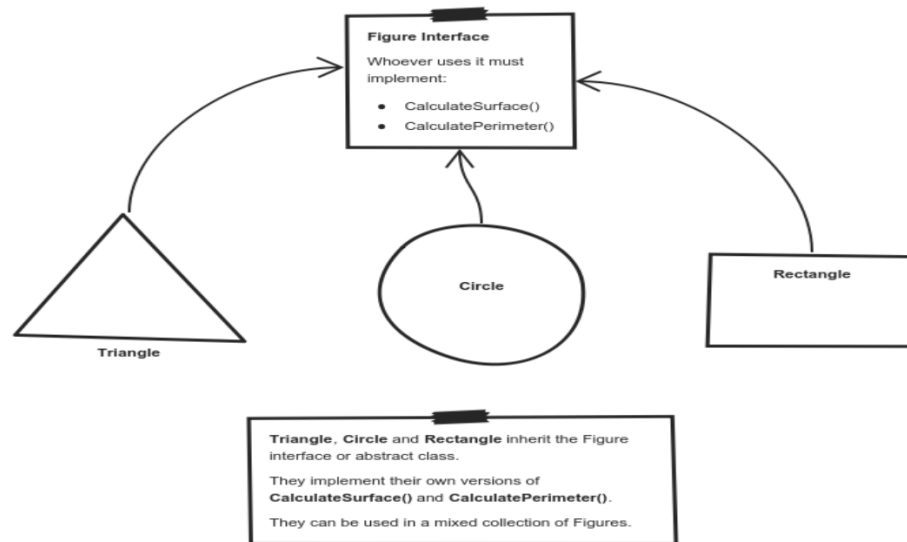 Figure Interface
Whoever uses it must
implement:
• CalculateSurface()
• CalculatePerimeter()
Circle
Rectangle
Triangle
Triangle, Circle and Rectangle inherit the Figure
interface or abstract class.
They implement their own versions of
CalculateSurface() and CalculatePerimeter().
They can be used in a mixed collection of Figures.